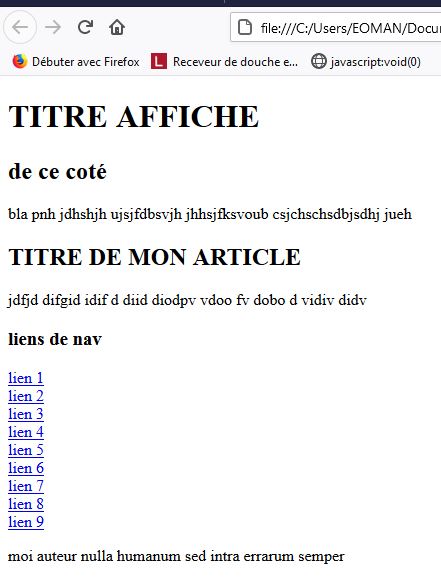 file:///C:/Users/EOMAN/Docum
Débuter avec Firefox L Receveur de douche e... javascript:void(0)
TITRE AFFICHE
de ce coté
bla pnh jdhshjh ujsjfdbsvjh jhhsjfksvoub csjchschsdbjsdhj jueh
TITRE DE MON ARTICLE
jdfjd difgid idif d diid diodpv vdoo fv dobo d vidiv didv
liens de nav
lien 1
lien 2
lien 3
lien 4
lien 5
lien 6
lien 7
lien 8
lien 9
moi auteur nulla humanum sed intra errarum semper